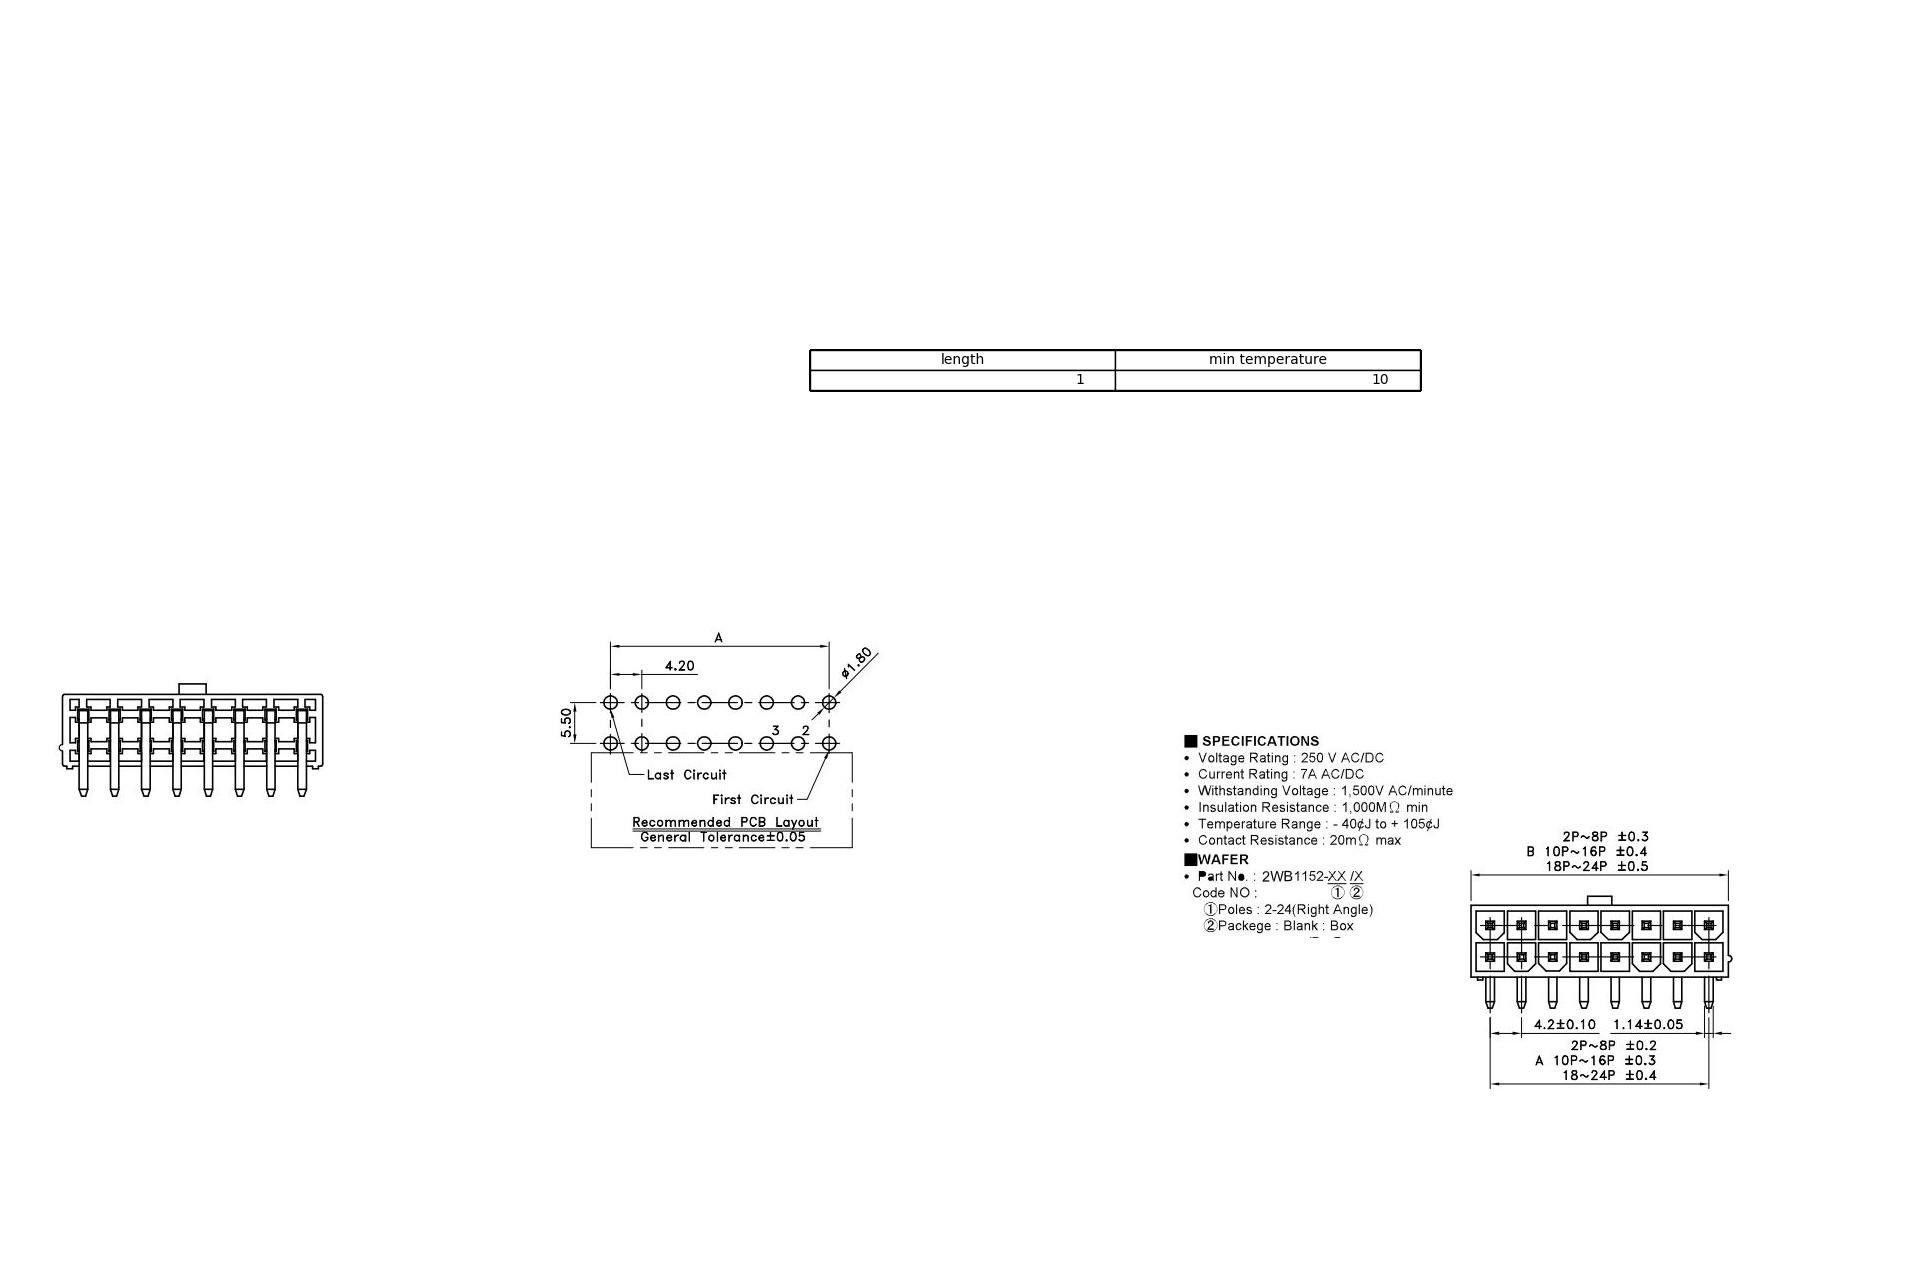 length min temperature
1 10
A
4.20
ø1.80
5.50
3 2
Last Circuit
First Circuit
Recommended PCB Layout
General Tolerance±0.05
■ SPECIFICATIONS
• Voltage Rating : 250 V AC/DC
• Current Rating : 7A AC/DC
• Withstanding Voltage : 1,500V AC/minute
• Insulation Resistance : 1,000MΩ min
• Temperature Range : - 40¢J to + 105¢J
• Contact Resistance : 20mΩ max
■WAFER
• Part No. : 2WB1152-XX /X
Code NO : ① ②
①Poles : 2-24(Right Angle)
②Packege : Blank : Box
2P~8P ±0.3
B 10P~16P ±0.4
18P~24P ±0.5
4.2±0.10 1.14±0.05
2P~8P ±0.2
A 10P~16P ±0.3
18~24P ±0.4